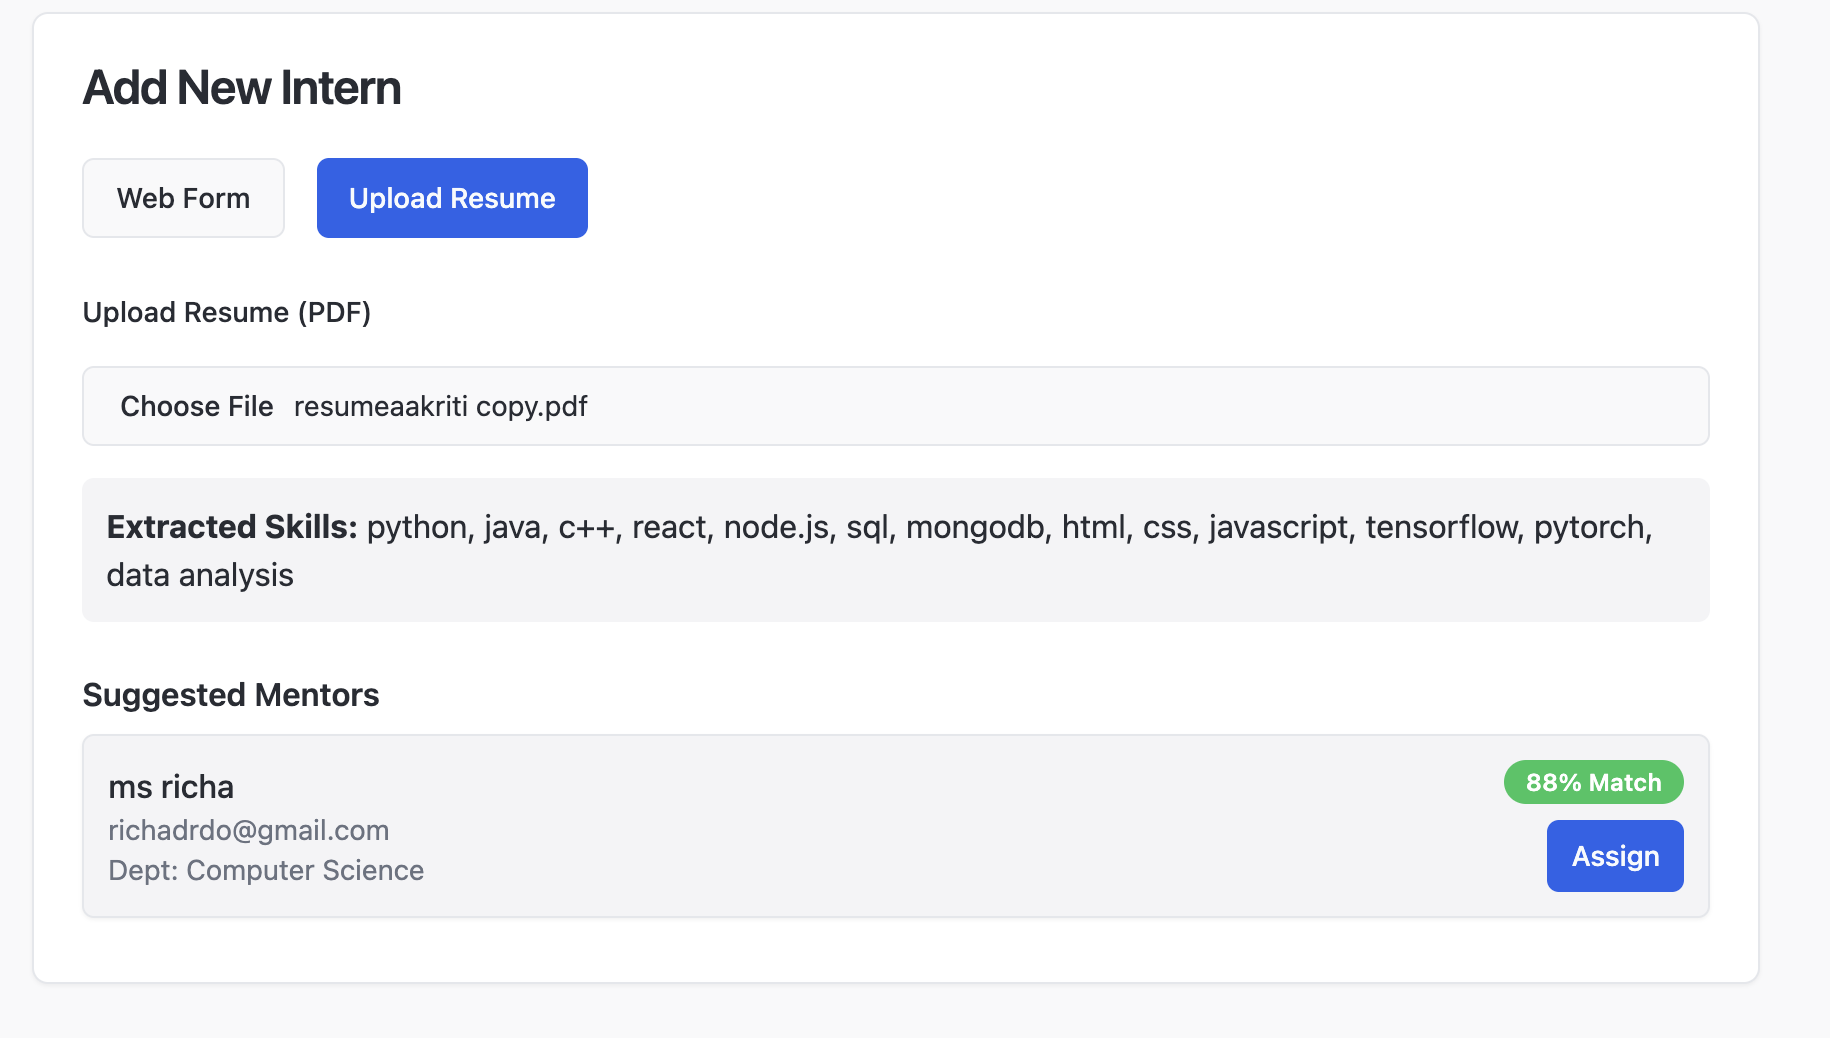 Add New Intern
Web Form
Upload Resume
Upload Resume (PDF)
Choose File resumeaakriti copy.pdf
Extracted Skills: python, java, c++, react, node.js, sql, mongodb, html, css, javascript, tensorflow, pytorch,
data analysis
Suggested Mentors
ms richa
88% Match
richadrdo@gmail.com
Dept: Computer Science
Assign